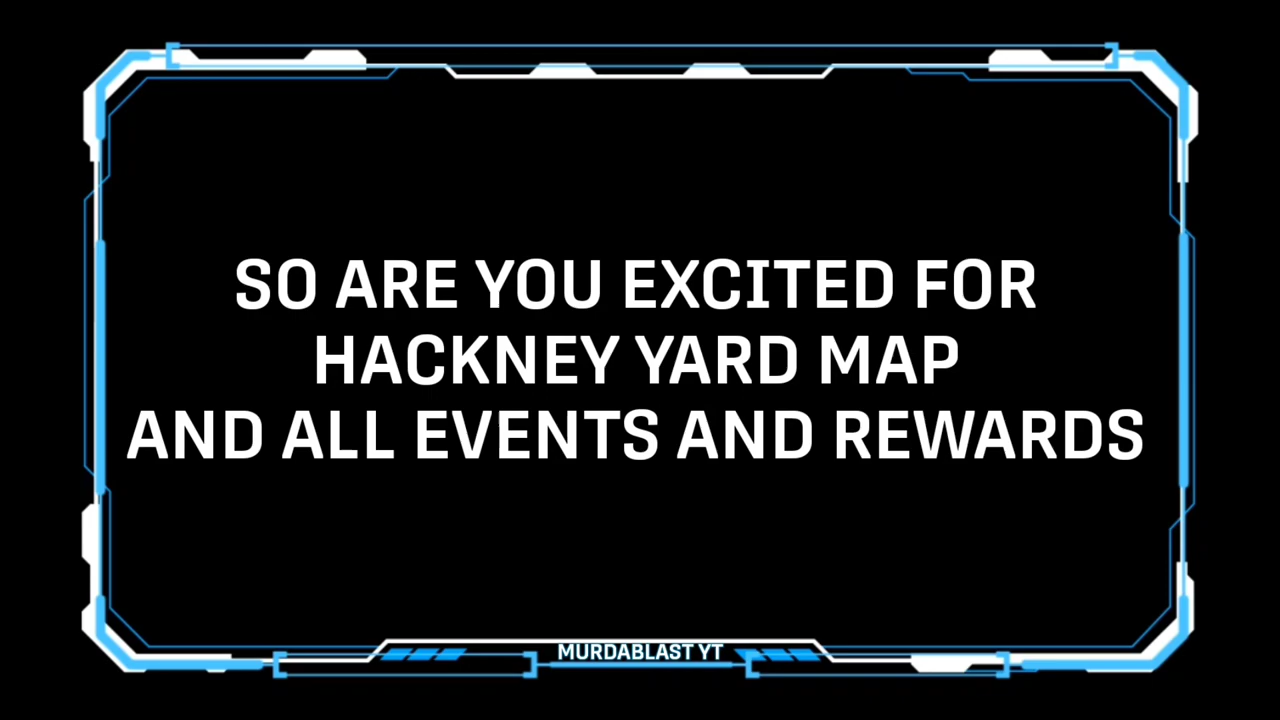 SO ARE YOU EXCITED FOR
HACKNEY YARD MAP
AND ALL EVENTS AND REWARDS
MURDABLAST YT